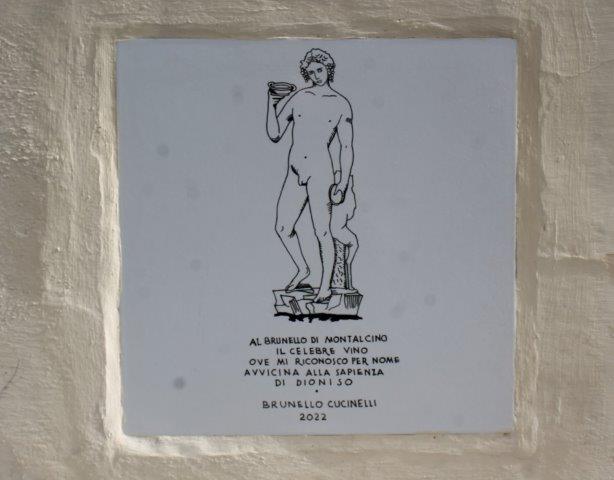 AL BRUNELLO DI MONTALCINO
IL CELEBRE VINO
OVE MI RICONOSCO PER NOME
AVVICINA ALLA SAPIENZA
DI DIONISO
BRUNELLO CUCINELLI
2022